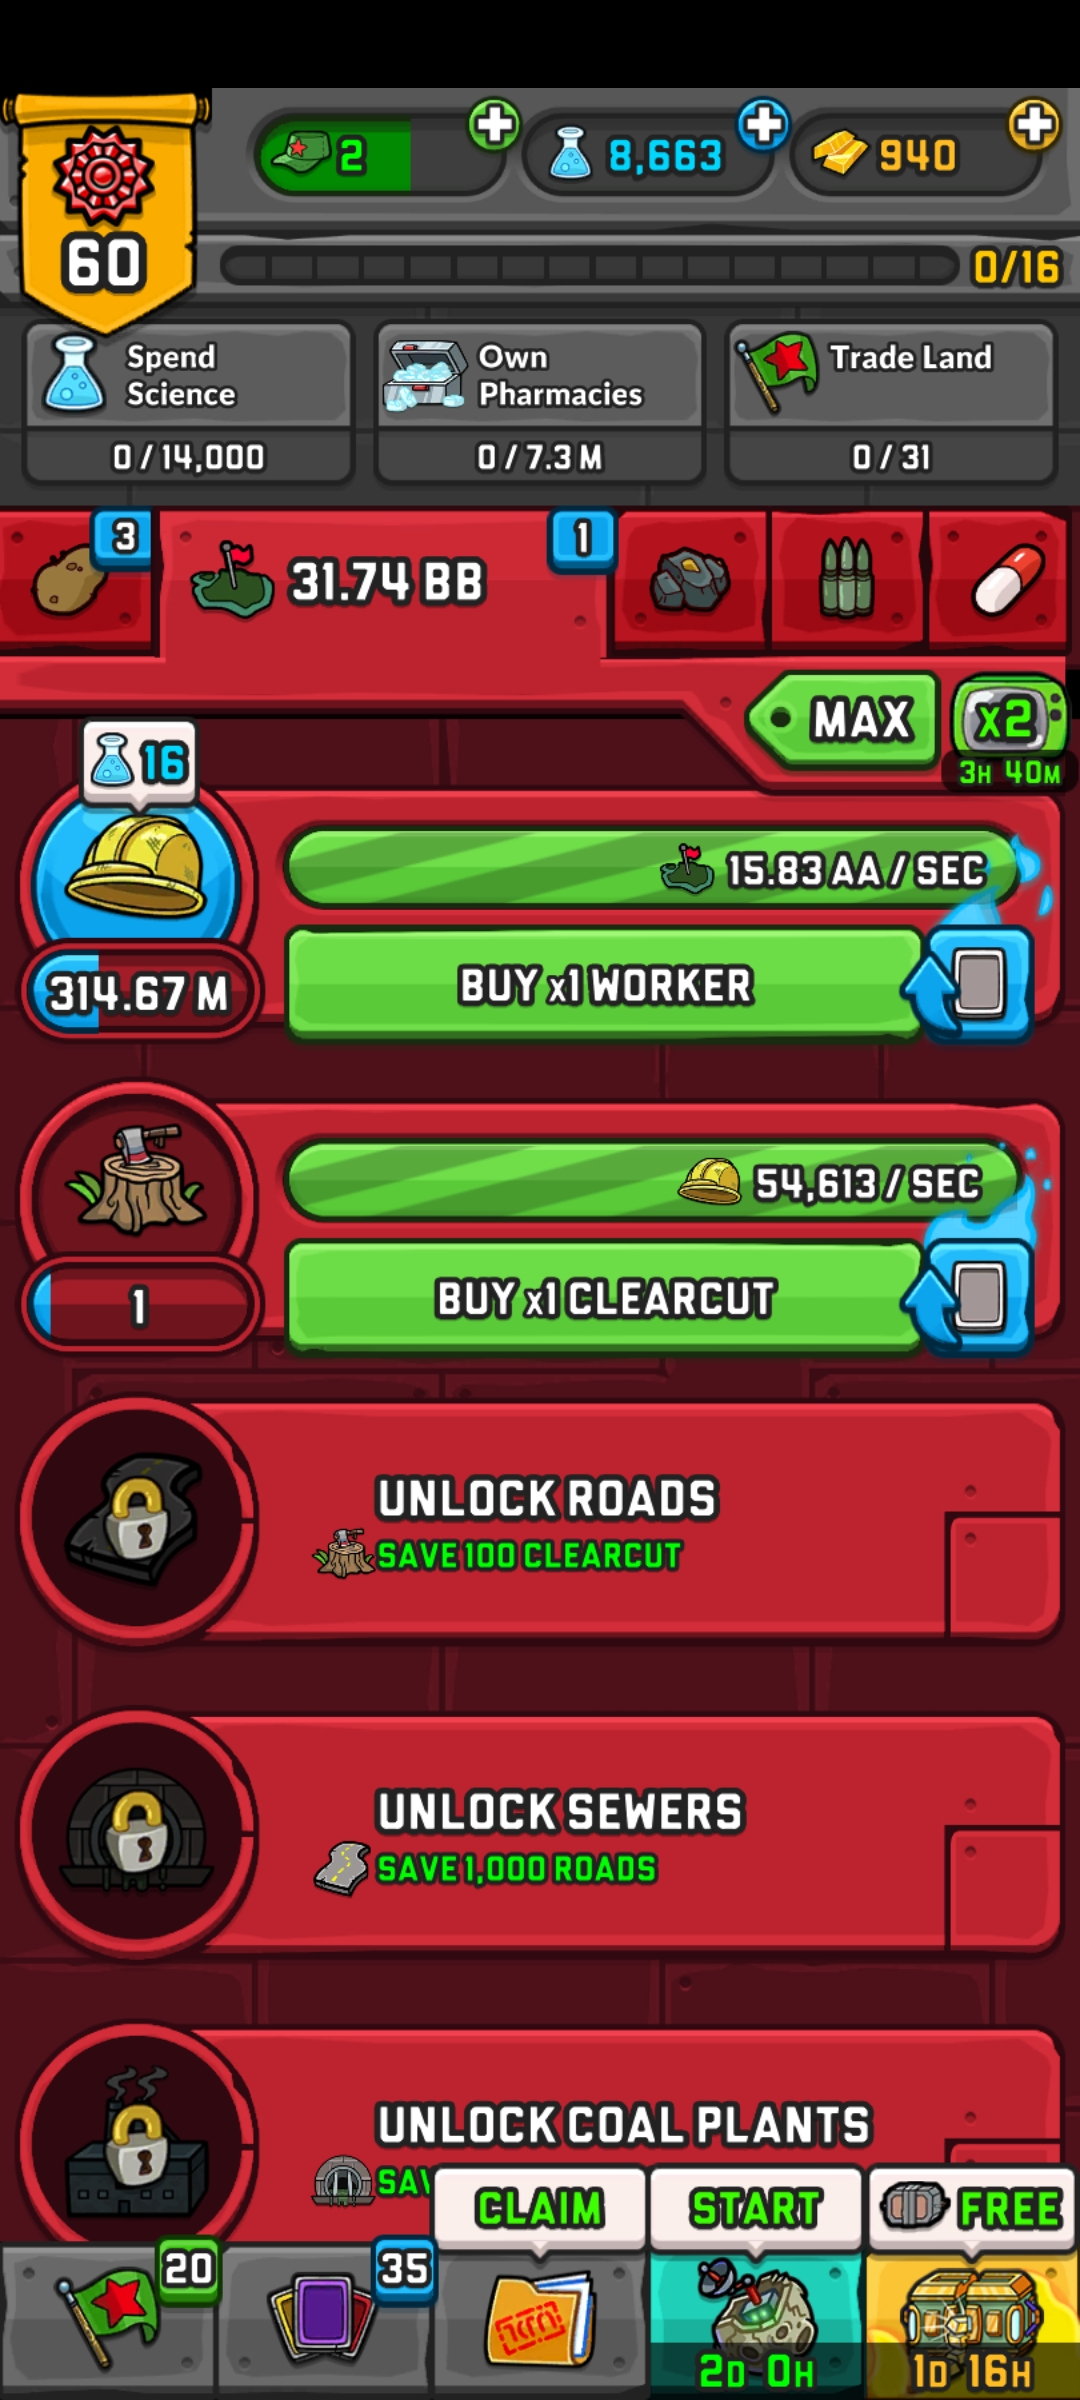 60
2
8,663
940
0/16
Spend
Science
0/14,000
Own
Pharmacies
0/7.3 M
Trade Land
0/31
3
31.74 BB
1
MAX
x2
3H 40M
16
15.83 AA / SEC
314.67 M
BUY x1 WORKER
54,613 / SEC
1
BUY x1 CLEARCUT
UNLOCK ROADS
SAVE 100 CLEARCUT
UNLOCK SEWERS
SAVE 1,000 ROADS
UNLOCK COAL PLANTS
CLAIM
START
FREE
20
35
2D 0H
1D 16H